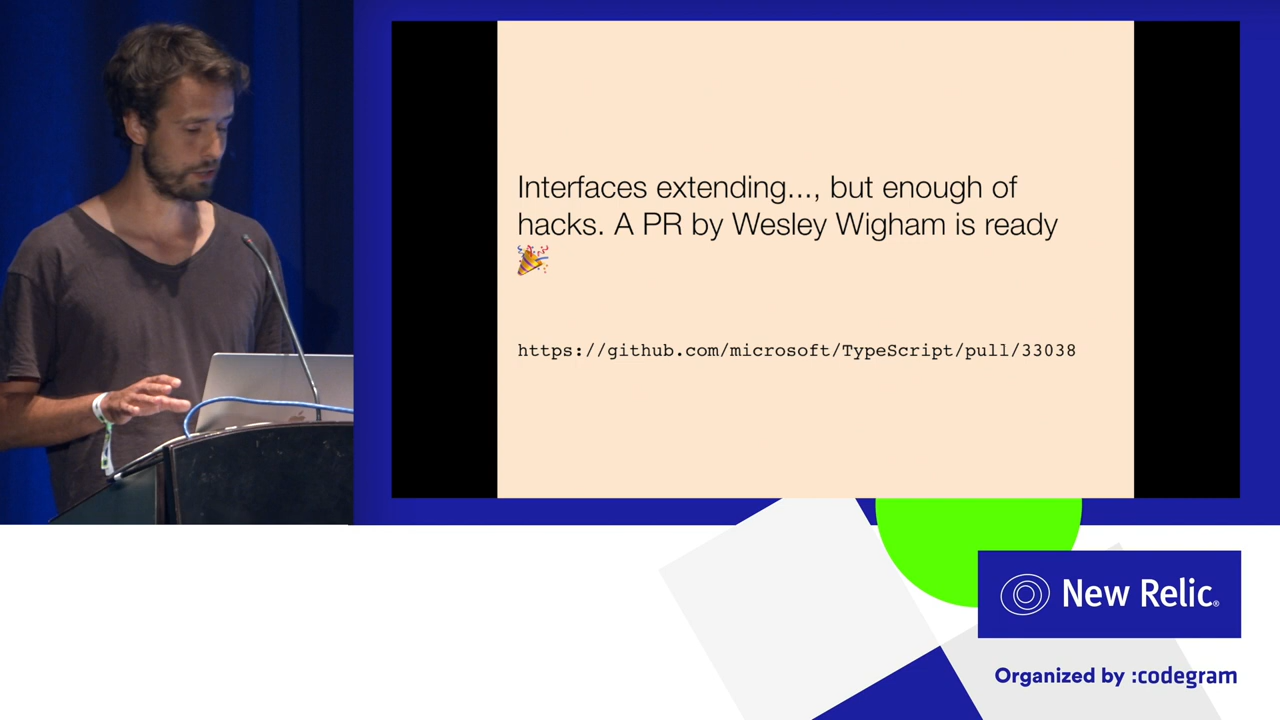 Interfaces extending..., but enough of
hacks. A PR by Wesley Wigham is ready
🎉
https://github.com/microsoft/TypeScript/pull/33038
New Relic®
Organized by :codegram